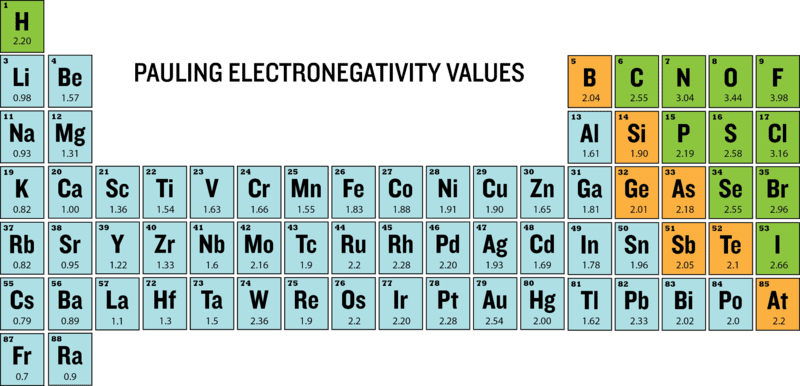 1
H
2.20
PAULING ELECTRONEGATIVITY VALUES
3 4 5 6 7 8 9
Li Be B C N O F
0.98 1.57 2.04 2.55 3.04 3.44 3.98
11 12 13 14 15 16 17
Na Mg Al Si P S Cl
0.93 1.31 1.61 1.90 2.19 2.58 3.16
19 20 21 22 23 24 25 26 27 28 29 30 31 32 33 34 35
K Ca Sc Ti V Cr Mn Fe Co Ni Cu Zn Ga Ge As Se Br
0.82 1.00 1.36 1.54 1.63 1.66 1.55 1.83 1.88 1.91 1.90 1.65 1.81 2.01 2.18 2.55 2.96
37 38 39 40 41 42 43 44 45 46 47 48 49 50 51 52 53
Rb Sr Y Zr Nb Mo Tc Ru Rh Pd Ag Cd In Sn Sb Te I
0.82 0.95 1.22 1.33 1.6 2.16 1.9 2.2 2.28 2.20 1.93 1.69 1.78 1.96 2.05 2.1 2.66
55 56 57 72 73 74 75 76 77 78 79 80 81 82 83 84 85
Cs Ba La Hf Ta W Re Os Ir Pt Au Hg Tl Pb Bi Po At
0.79 0.89 1.1 1.3 1.5 2.36 1.9 2.2 2.20 2.28 2.54 2.00 1.62 2.33 2.02 2.0 2.2
87 88
Fr Ra
0.7 0.9